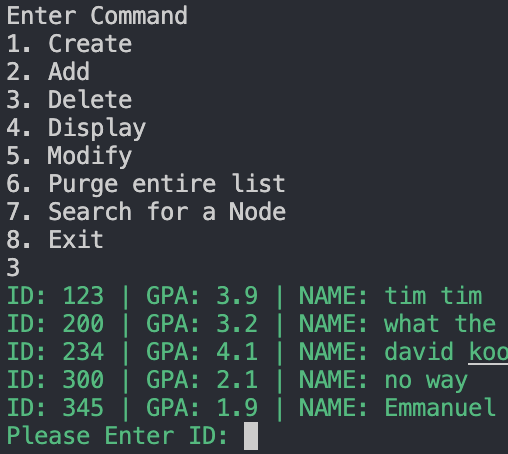 Enter Command
1. Create
2. Add
3. Delete
4. Display
5. Modify
6. Purge entire list
7. Search for a Node
8. Exit
3
ID: 123 | GPA: 3.9 | NAME: tim tim
ID: 200 | GPA: 3.2 | NAME: what the
ID: 234 | GPA: 4.1 | NAME: david koo
ID: 300 | GPA: 2.1 | NAME: no way
ID: 345 | GPA: 1.9 | NAME: Emmanuel
Please Enter ID: